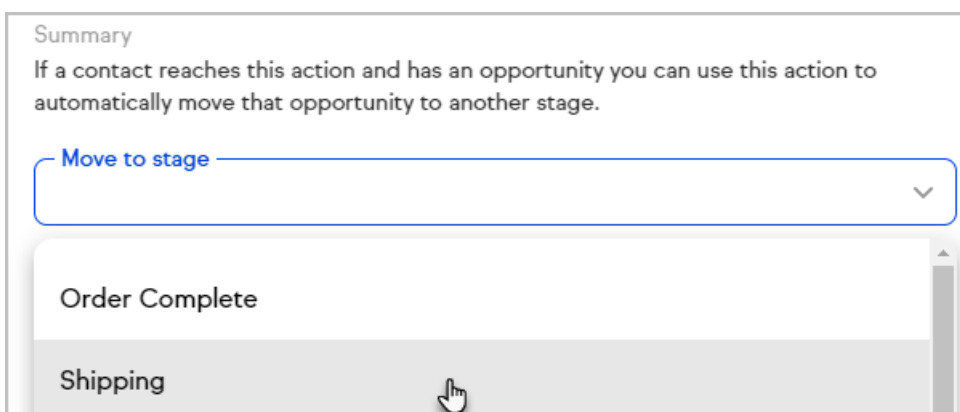 Summary
If a contact reaches this action and has an opportunity you can use this action to
automatically move that opportunity to another stage.
Move to stage
Order Complete
Shipping